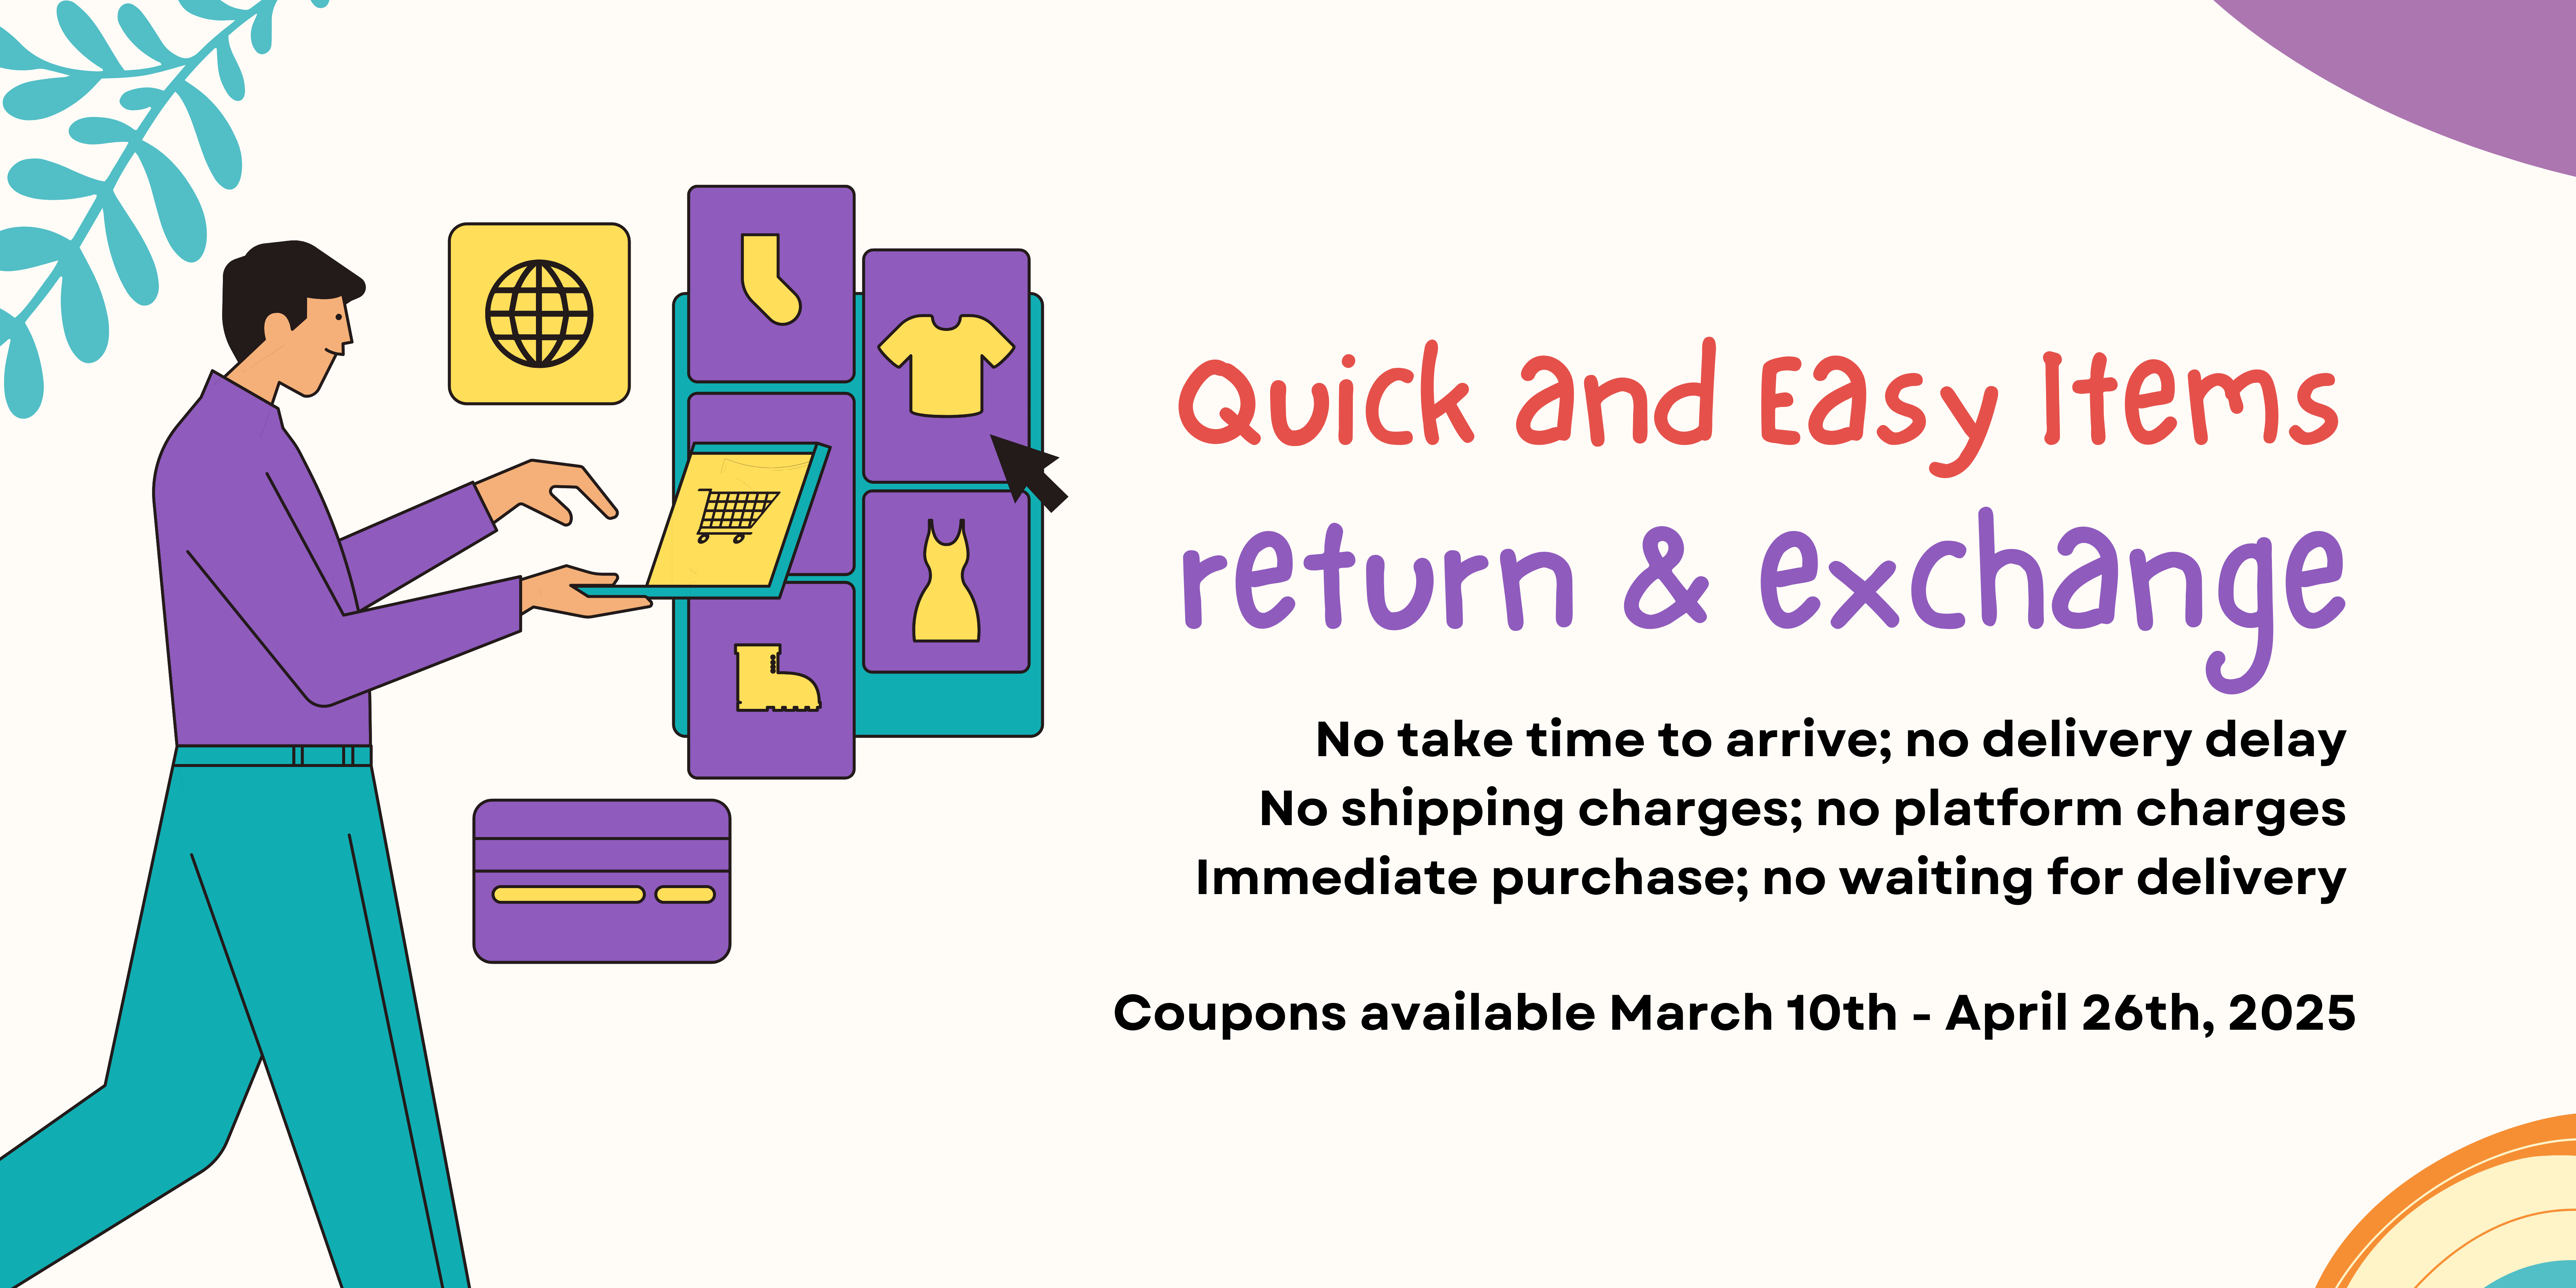 Quick and Easy Items
return & exchange
No take time to arrive; no delivery delay
No shipping charges; no platform charges
Immediate purchase; no waiting for delivery
Coupons available March 10th - April 26th, 2025